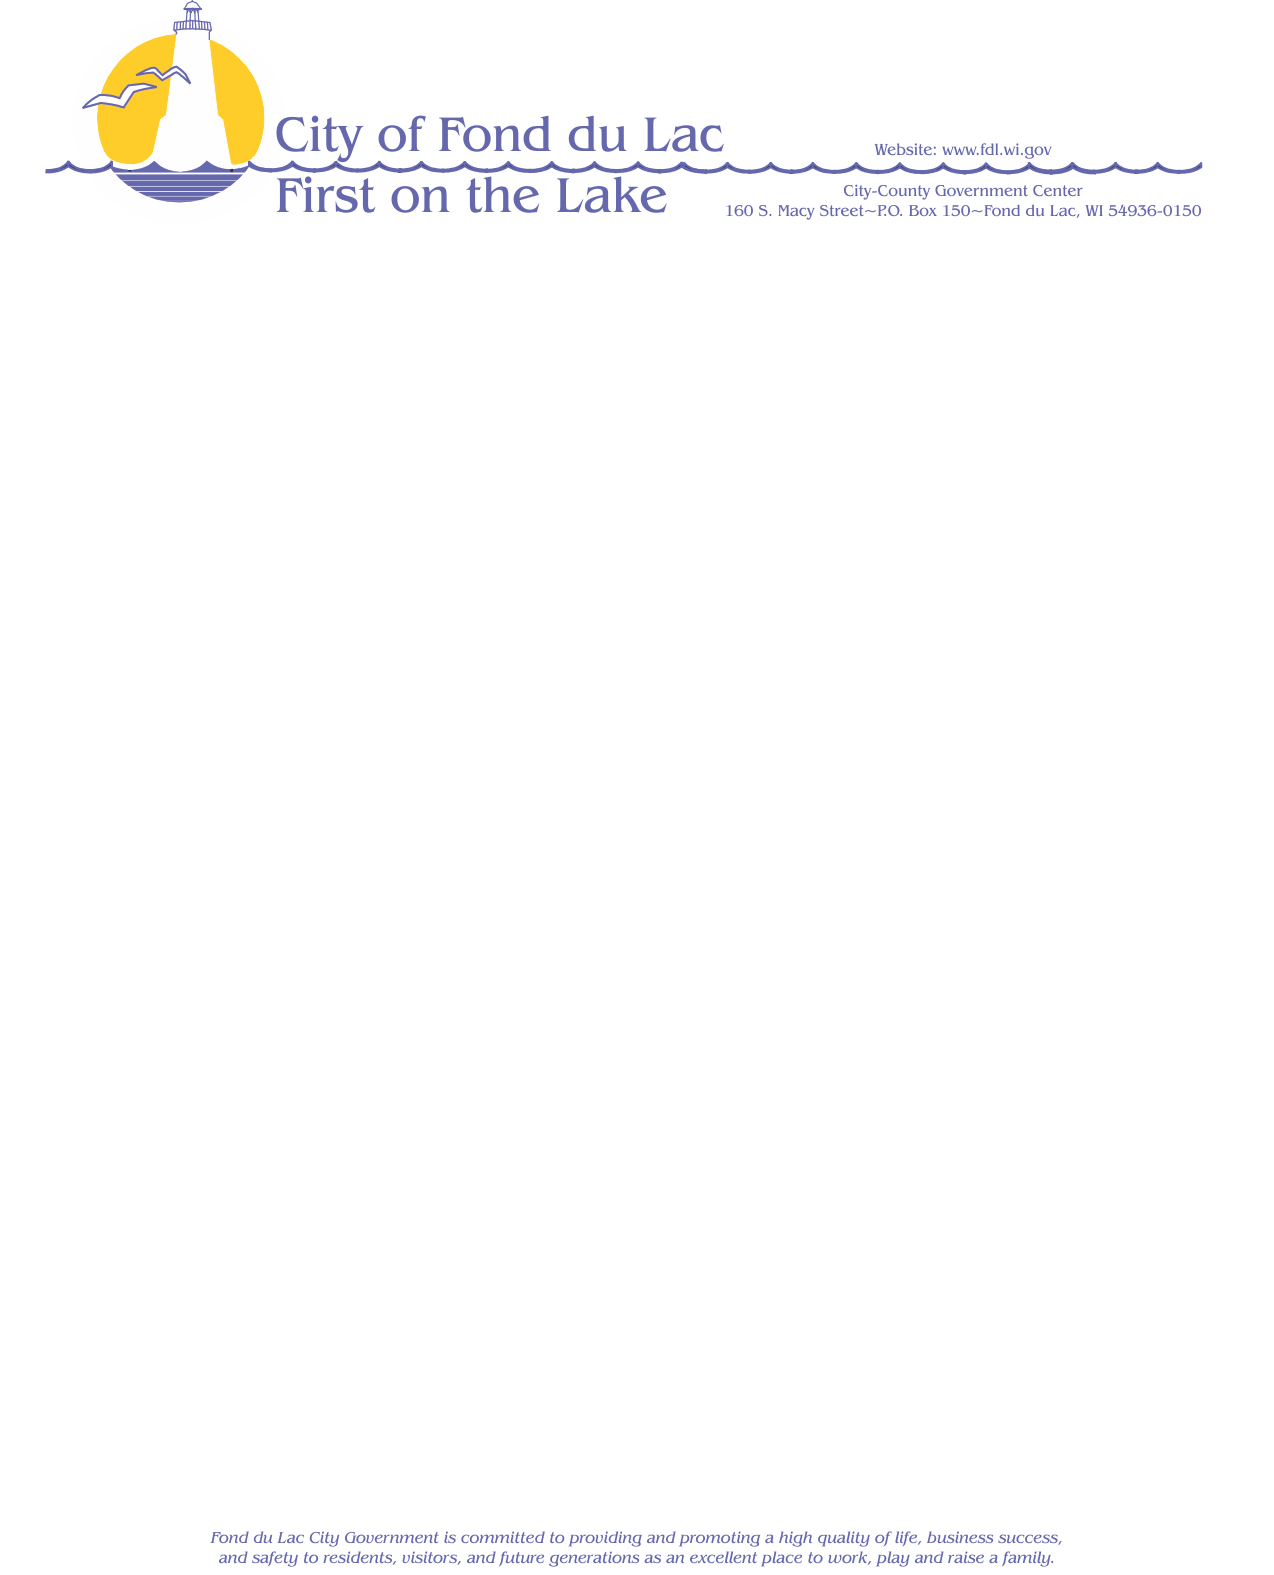 City of Fond du Lac
Website: www.fdl.wi.gov
First on the Lake
City-County Government Center
160 S. Macy Street~P.O. Box 150~Fond du Lac, WI 54936-0150
Fond du Lac City Government is committed to providing and promoting a high quality of life, business success,
and safety to residents, visitors, and future generations as an excellent place to work, play and raise a family.